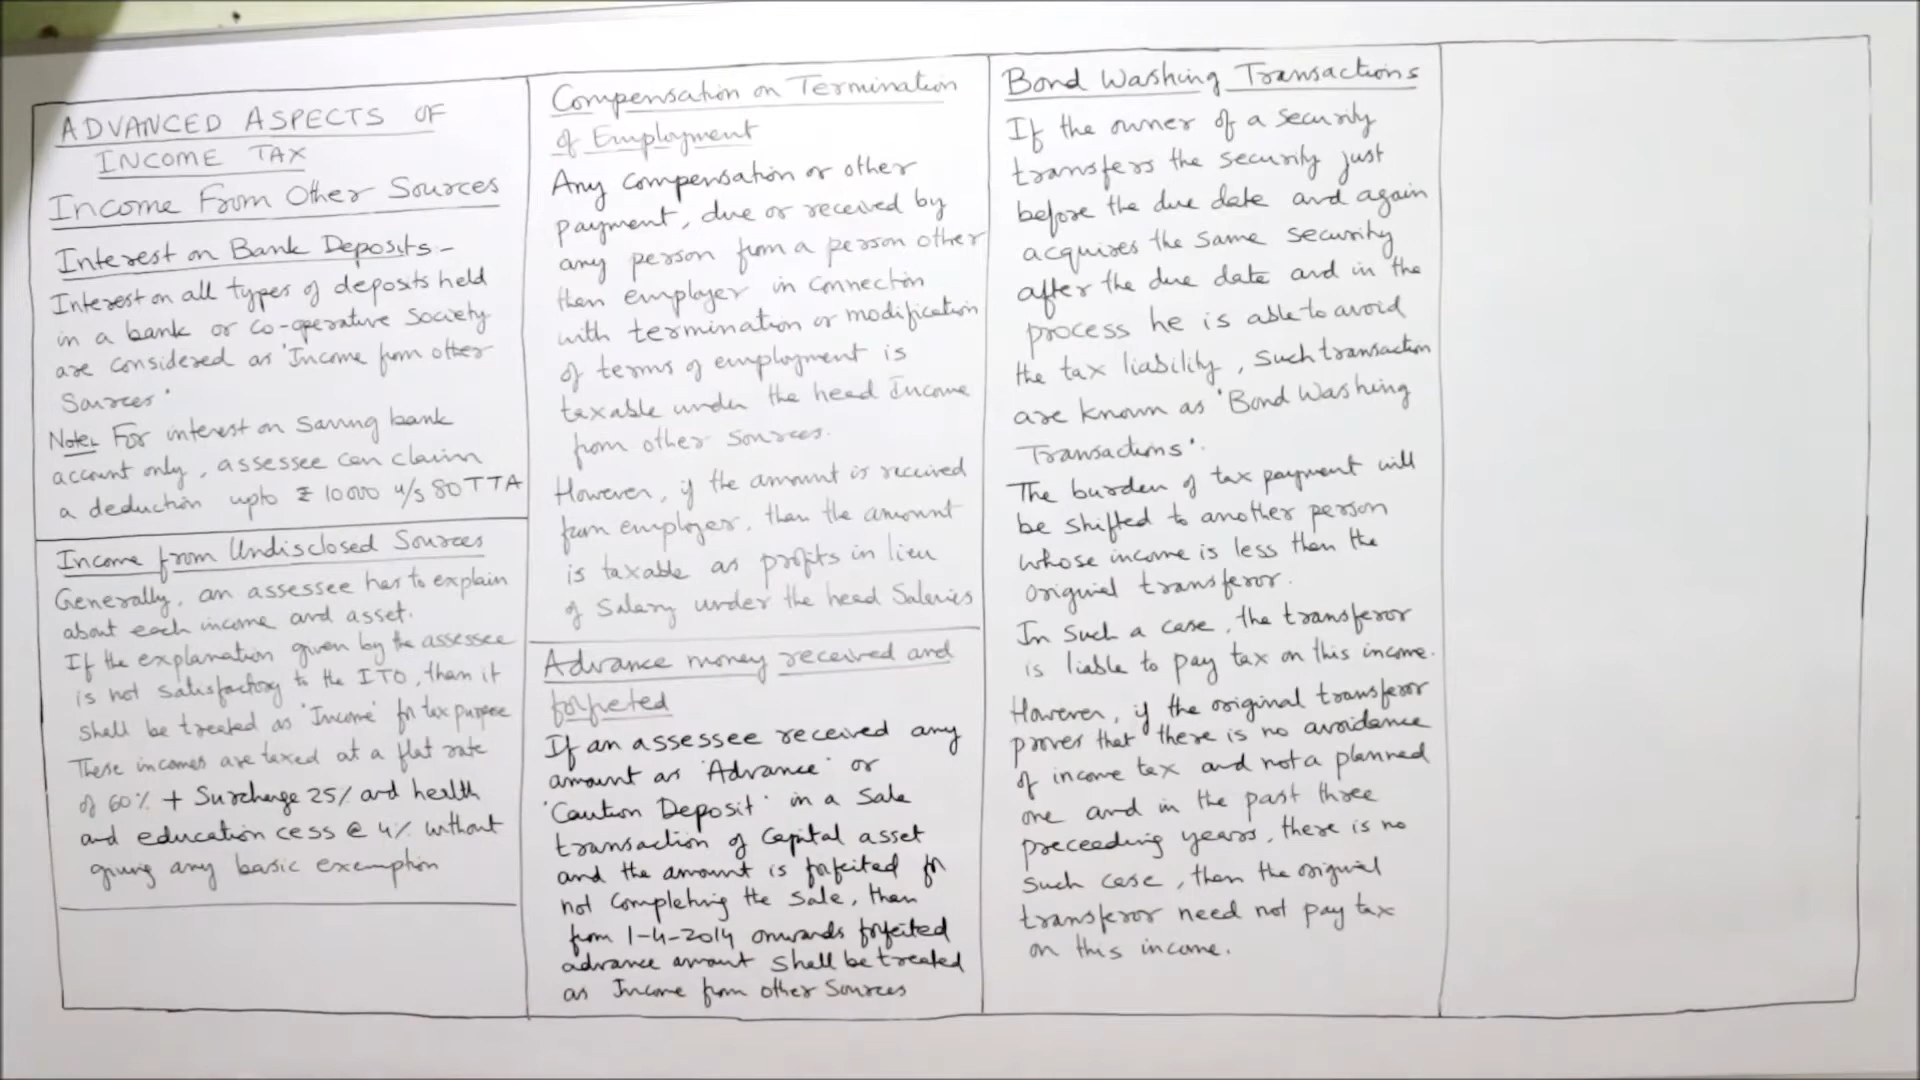 ADVANCED ASPECTS OF
INCOME TAX
Income From Other Sources
Interest on Bank Deposits:-
Interest on all types of deposits held
in a bank or co-operative society
are considered as 'Income from other
Sources'.
Note:- For interest on Saving bank
account only, assessee can claim
a deduction upto ₹ 10000 u/s 80TTA
Income from Undisclosed Sources
Generally, an assessee has to explain
about each income and asset.
If the explanation given by the assessee
is not satisfactory to the ITO, then it
shall be treated as 'Income' for tax purpose
These incomes are taxed at a flat rate
of 60% + Surcharge 25% and health
and education cess @ 4% without
giving any basic exemption
Compensation on Termination
of Employment
Any compensation or other
payment, due or received by
any person from a person other
then employer in connection
with termination or modification
of terms of employment is
taxable under the head Income
from other sources.
However, if the amount is received
from employer, then the amount
is taxable as profits in lieu
of Salary under the head Salaries
Advance money received and
forfeited
If an assessee received any
amount as 'Advance' or
'Caution Deposit' in a Sale
transaction of Capital asset
and the amount is forfeited for
not completing the sale, then
from 1-4-2014 onwards forfeited
advance amount shall be treated
as Income from other Sources
Bond Washing Transactions
If the owner of a security
transfers the security just
before the due date and again
acquires the same security
after the due date and in the
process he is able to avoid
the tax liability, Such transaction
are known as 'Bond Washing
Transactions'.
The burden of tax payment will
be shifted to another person
whose income is less then the
original transferor.
In Such a case, the transferor
is liable to pay tax on this income.
However, if the original transferor
proves that there is no avoidance
of income tax and not a planned
one and in the past three
preceeding years, there is no
such case, then the original
transferor need not pay tax
on this income.